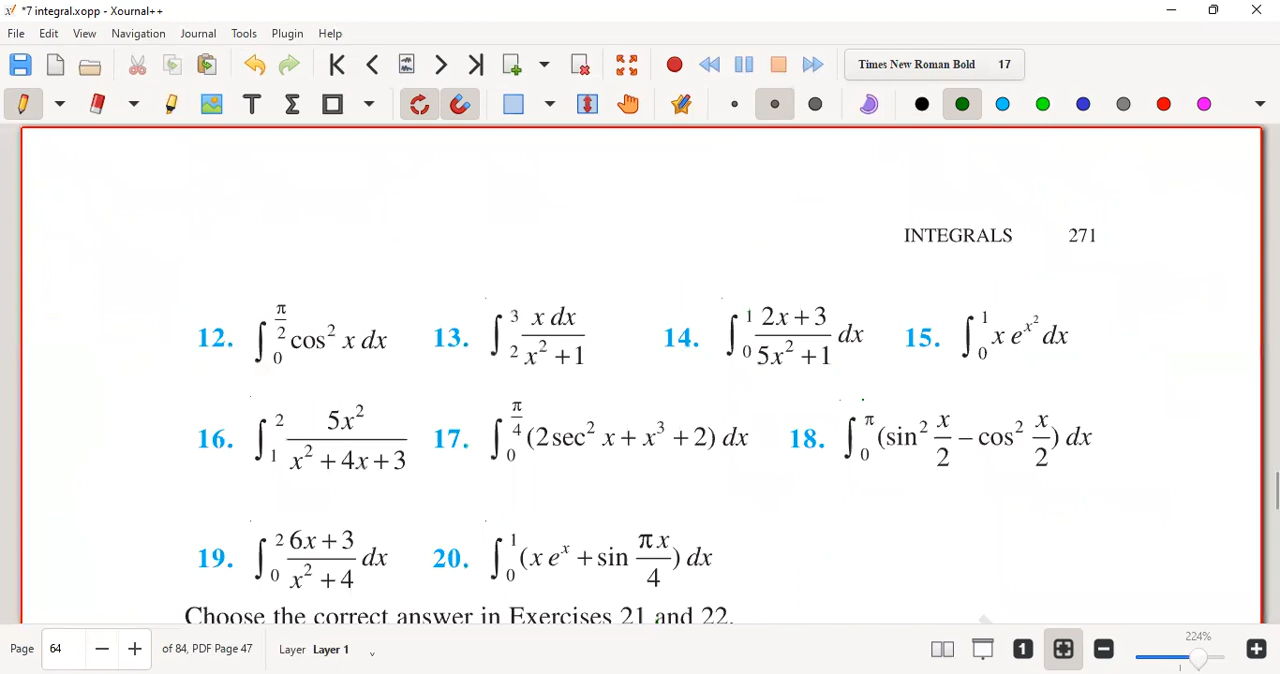 *7 integral.xopp - Xournal++
File Edit View Navigation Journal Tools Plugin Help
Times New Roman Bold 17
INTEGRALS 271
12. ∫₀^{π/2} cos² x dx 13. ∫₂³ x dx / (x² + 1) 14. ∫₀¹ (2x + 3) / (5x² + 1) dx 15. ∫₀¹ x e^{x²} dx
16. ∫₁² 5x² / (x² + 4x + 3) 17. ∫₀^{π/4} (2sec² x + x³ + 2) dx 18. ∫₀^π (sin² x/2 – cos² x/2) dx
19. ∫₀² (6x + 3) / (x² + 4) dx 20. ∫₀¹ (x eˣ + sin πx/4) dx
Choose the correct answer in Exercises 21 and 22.
Page 64 of 84, PDF Page 47 Layer Layer 1 224%